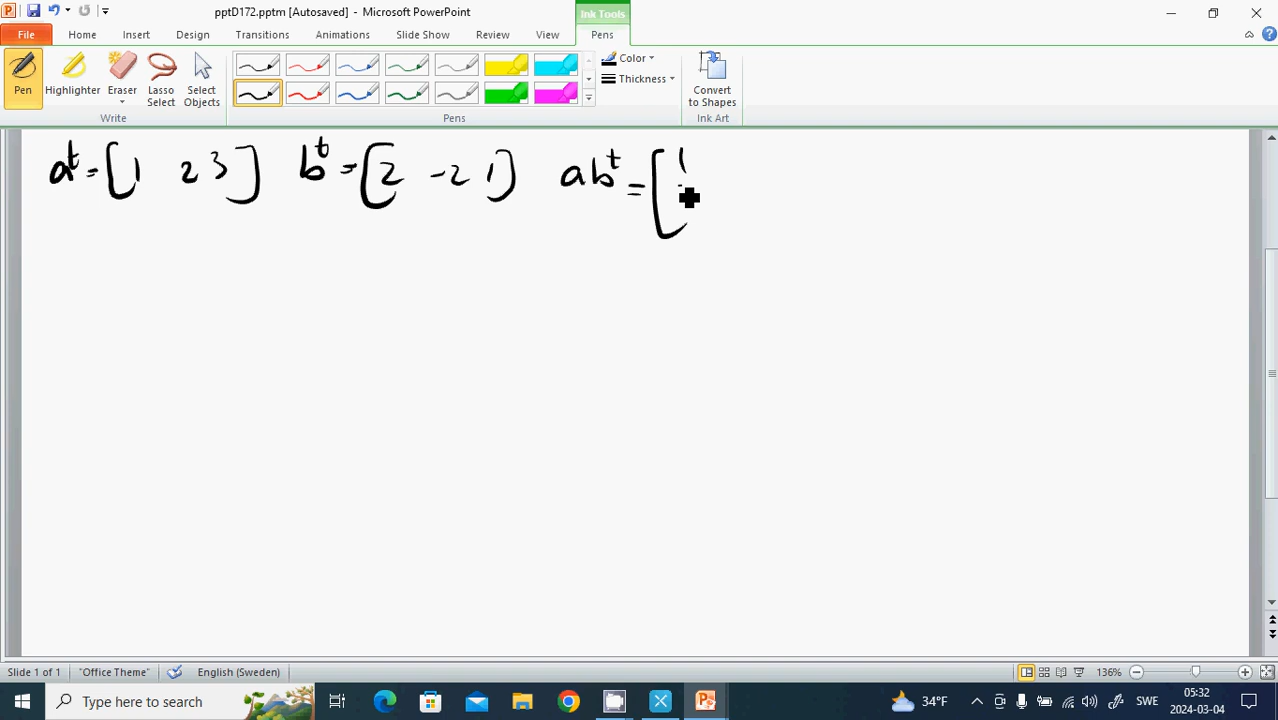 pptD172.pptm [Autosaved] - Microsoft PowerPoint
Ink Tools
File Home Insert Design Transitions Animations Slide Show Review View Pens
Pen Highlighter Eraser Lasso Select Select Objects
Color
Thickness
Convert to Shapes
Write Pens Ink Art
a^t = [1 2 3] b^t = [2 -2 1] ab^t = [1
Slide 1 of 1 "Office Theme" English (Sweden) 136%
Type here to search 34°F SWE 05:32
2024-03-04